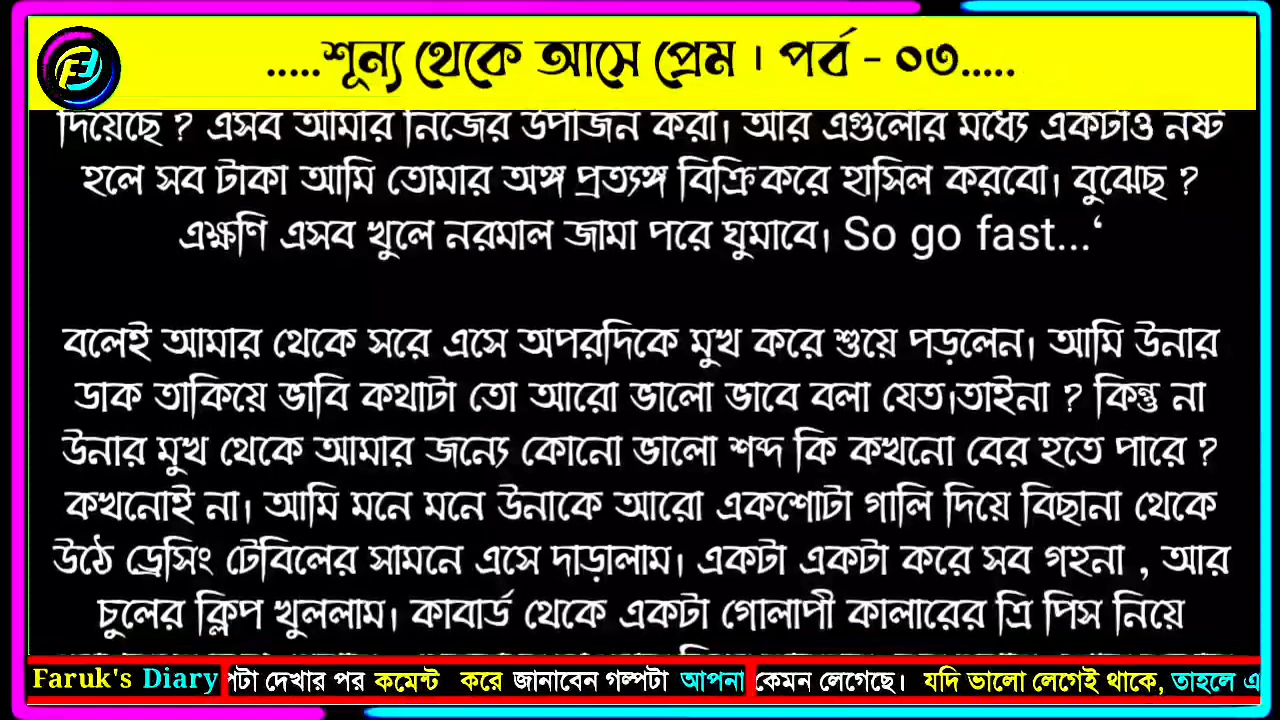 .....শূন্য থেকে আসে প্রেম । পর্ব - ০৩.....
দিয়েছে ? এসব আমার নিজের উপার্জন করা। আর এগুলোর মধ্যে একটাও নষ্ট
হলে সব টাকা আমি তোমার অঙ্গ প্রত্যঙ্গ বিক্রিকরে হাসিল করবো। বুঝেছ ?
এক্ষণি এসব খুলে নরমাল জামা পরে ঘুমাবে। So go fast...‘
বলেই আমার থেকে সরে এসে অপরদিকে মুখ করে শুয়ে পড়লেন। আমি উনার
ডাক তাকিয়ে ভাবি কথাটা তো আরো ভালো ভাবে বলা যেত।তাইনা ? কিন্তু না
উনার মুখ থেকে আমার জন্যে কোনো ভালো শব্দ কি কখনো বের হতে পারে ?
কখনোই না। আমি মনে মনে উনাকে আরো একশোটা গালি দিয়ে বিছানা থেকে
উঠে ড্রেসিং টেবিলের সামনে এসে দাড়ালাম। একটা একটা করে সব গহনা , আর
চুলের ক্লিপ খুললাম। কাবার্ড থেকে একটা গোলাপী কালারের ত্রি পিস নিয়ে
Faruk's Diary পটা দেখার পর কমেন্ট করে জানাবেন গল্পটা আপনা কেমন লেগেছে। যদি ভালো লেগেই থাকে, তাহলে এ